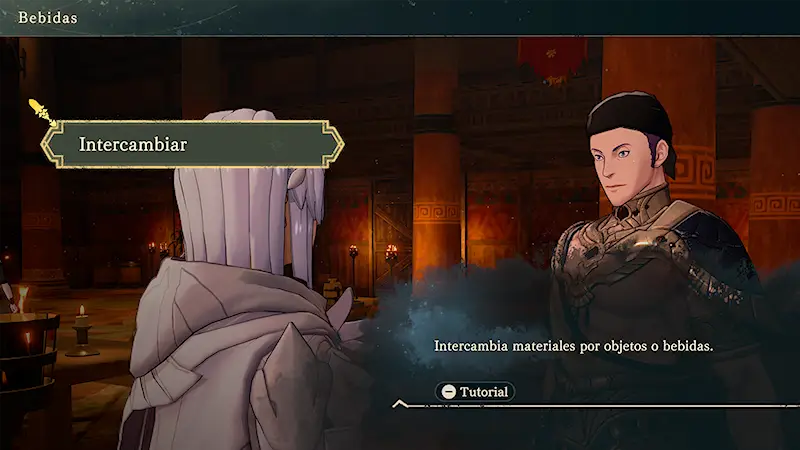 Bebidas
Intercambiar
Intercambia materiales por objetos o bebidas.
Tutorial